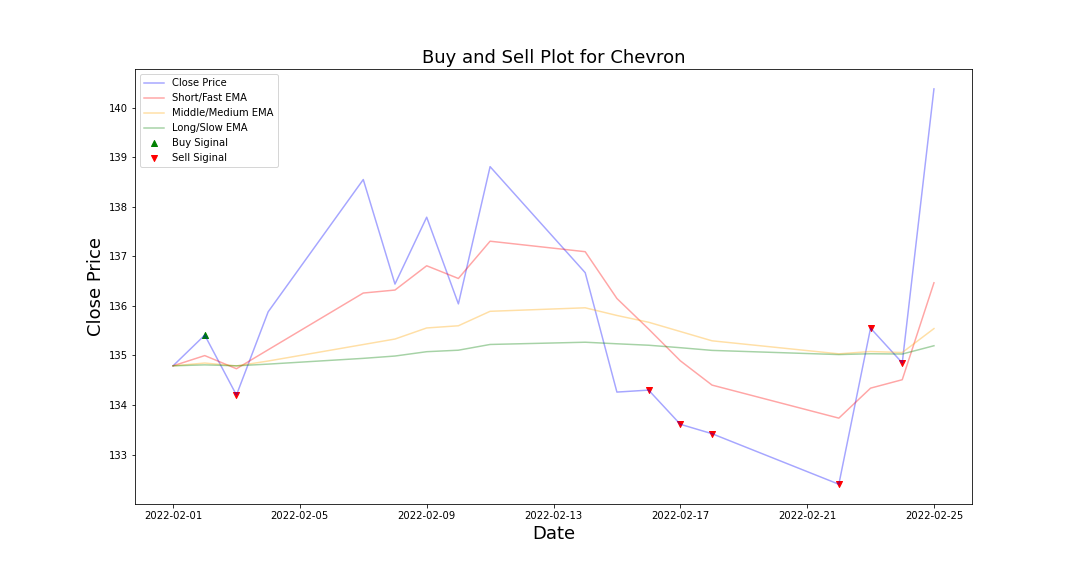 Buy and Sell Plot for Chevron
Close Price
Short/Fast EMA
Middle/Medium EMA
Long/Slow EMA
Buy Siginal
Sell Siginal
140
139
138
137
136
135
134
133
Close Price
2022-02-01 2022-02-05 2022-02-09 2022-02-13 2022-02-17 2022-02-21 2022-02-25
Date